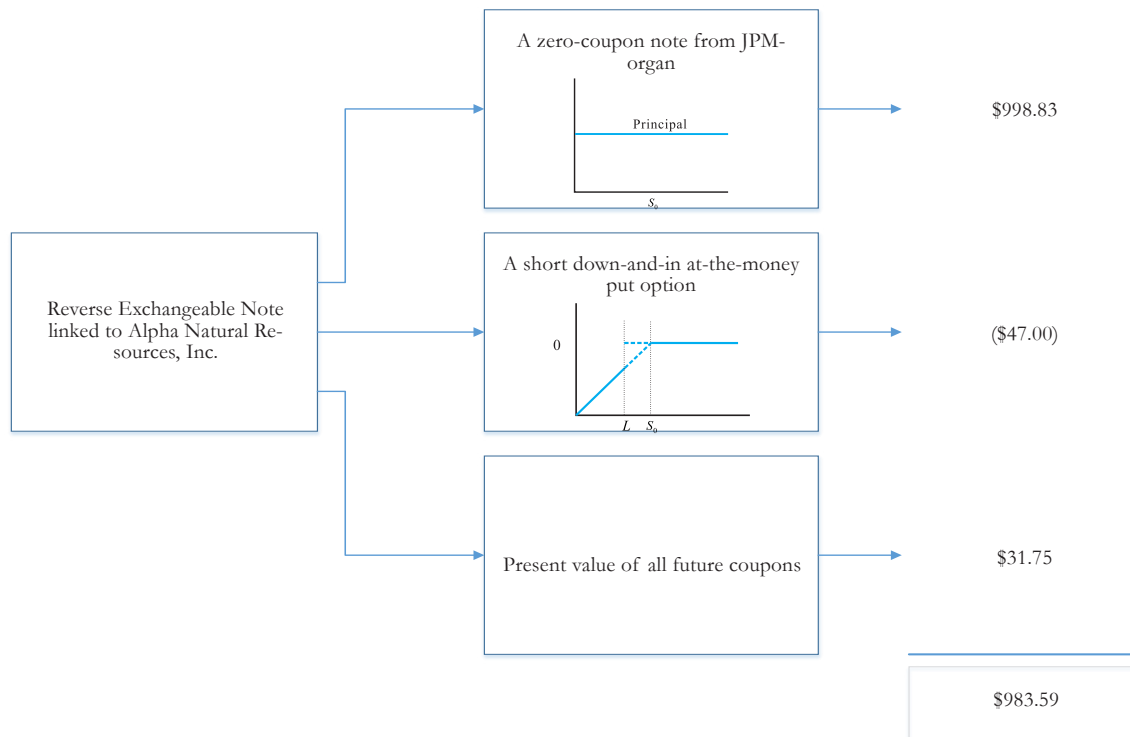 A zero-coupon note from JPM-
organ
Principal
S₀
$998.83
Reverse Exchangeable Note
linked to Alpha Natural Re-
sources, Inc.
A short down-and-in at-the-money
put option
0
L S₀
($47.00)
Present value of all future coupons
$31.75
$983.59